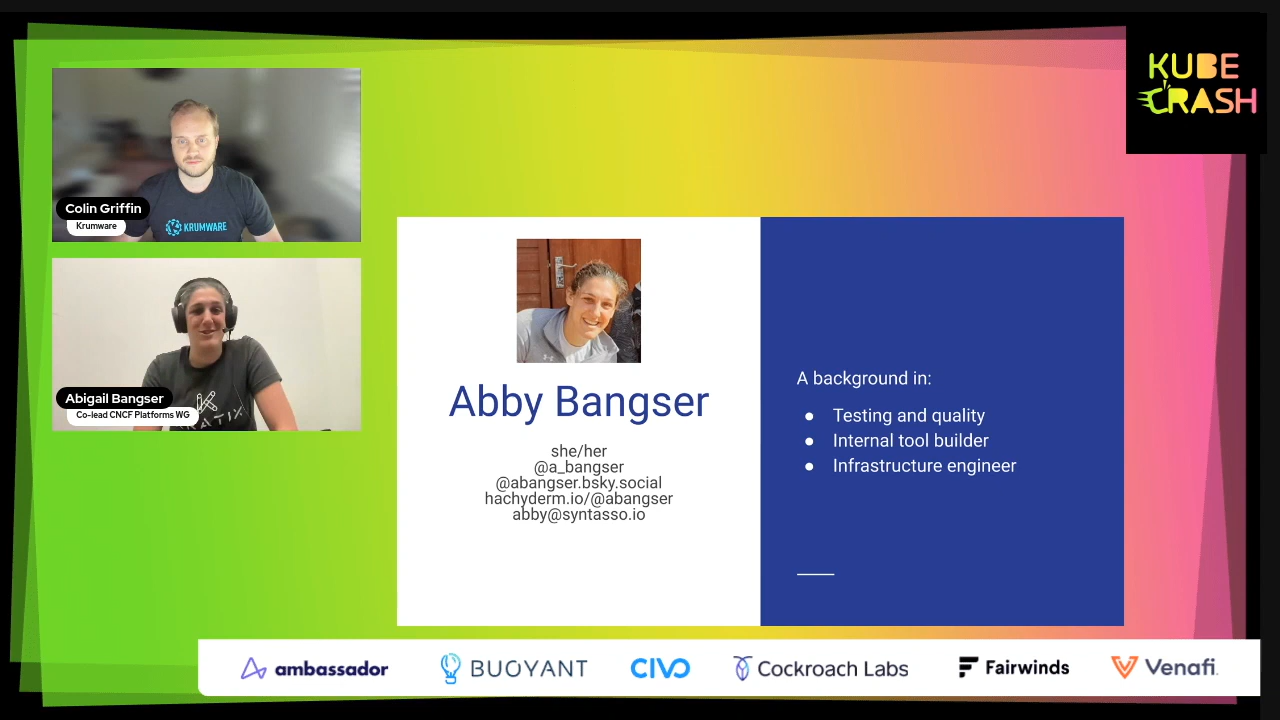 KUBE
CRASH
Colin Griffin
Krumware
KRUMWARE
Abigail Bangser
Co-lead CNCF Platforms WG
Abby Bangser
she/her
@a_bangser
@abangser.bsky.social
hachyderm.io/@abangser
abby@syntasso.io
A background in:
● Testing and quality
● Internal tool builder
● Infrastructure engineer
ambassador
BUOYANT
CIVO
Cockroach Labs
Fairwinds
Venafi